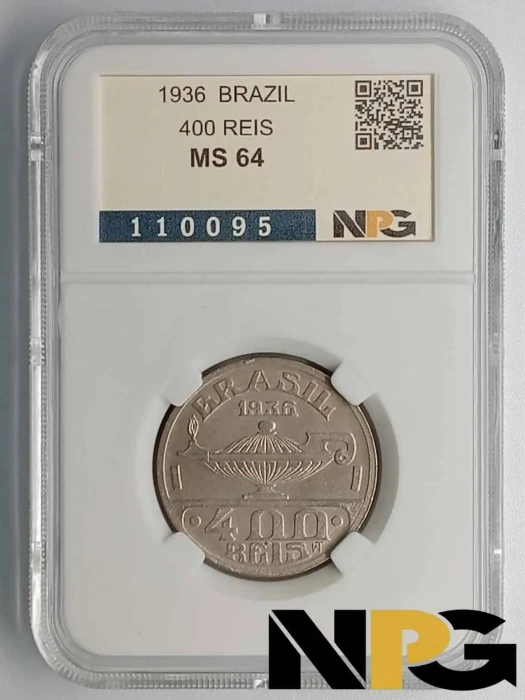 1936 BRAZIL
400 REIS
MS 64
110095
NPG
BRASIL
1936
400
REIS
NPG